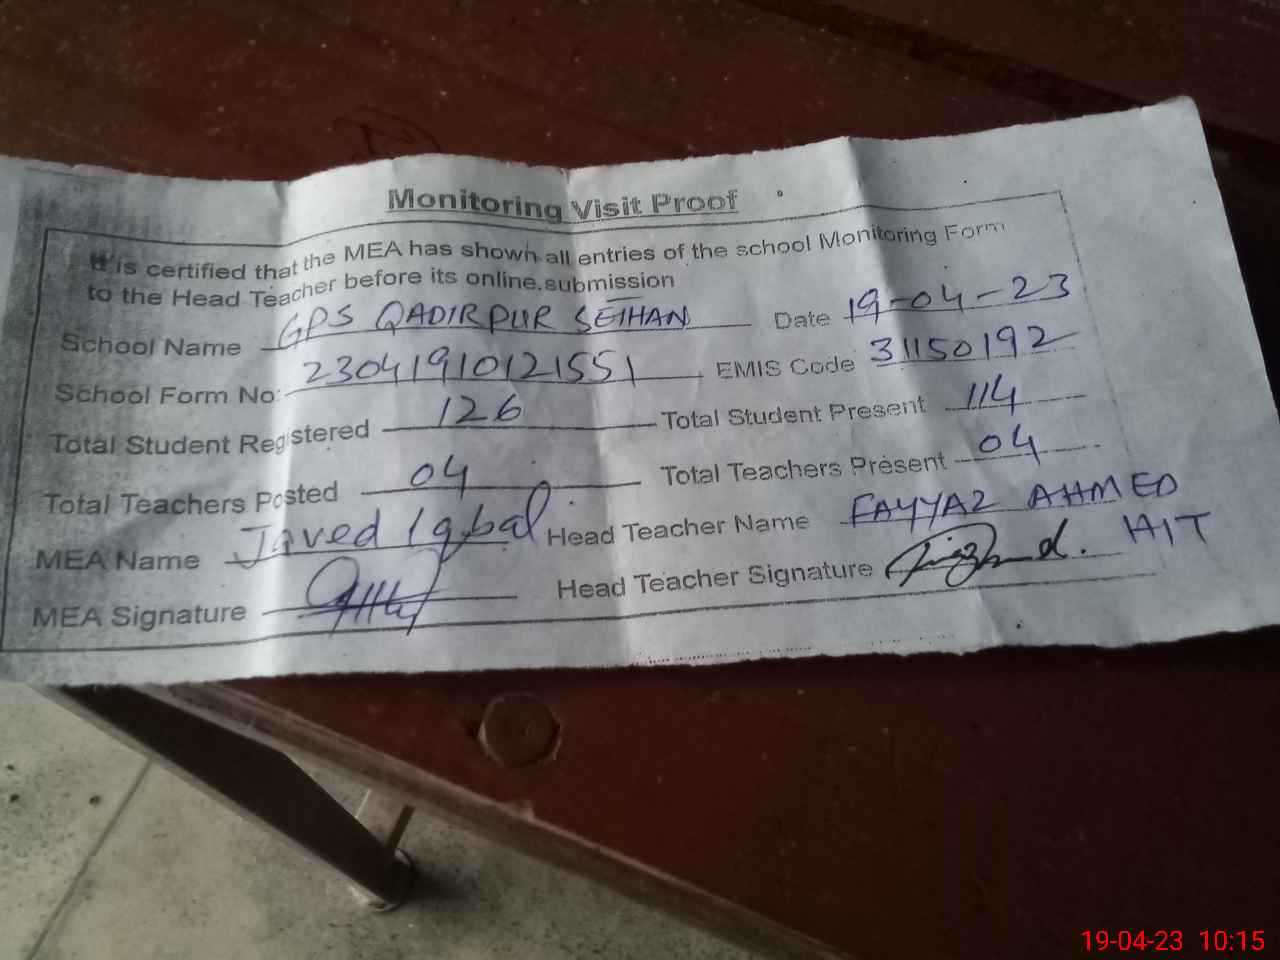 Monitoring Visit Proof
It is certified that the MEA has shown all entries of the school Monitoring Form
to the Head Teacher before its online submission
School Name GPS QADIRPUR SEIHAN Date 19-04-23
School Form No: 23041910121551 EMIS Code 31150192
Total Student Registered 126 Total Student Present 114
Total Teachers Posted 04 Total Teachers Present 04
MEA Name Javed Iqbal Head Teacher Name FAYYAZ AHMED
MEA Signature Head Teacher Signature H/T
19-04-23 10:15